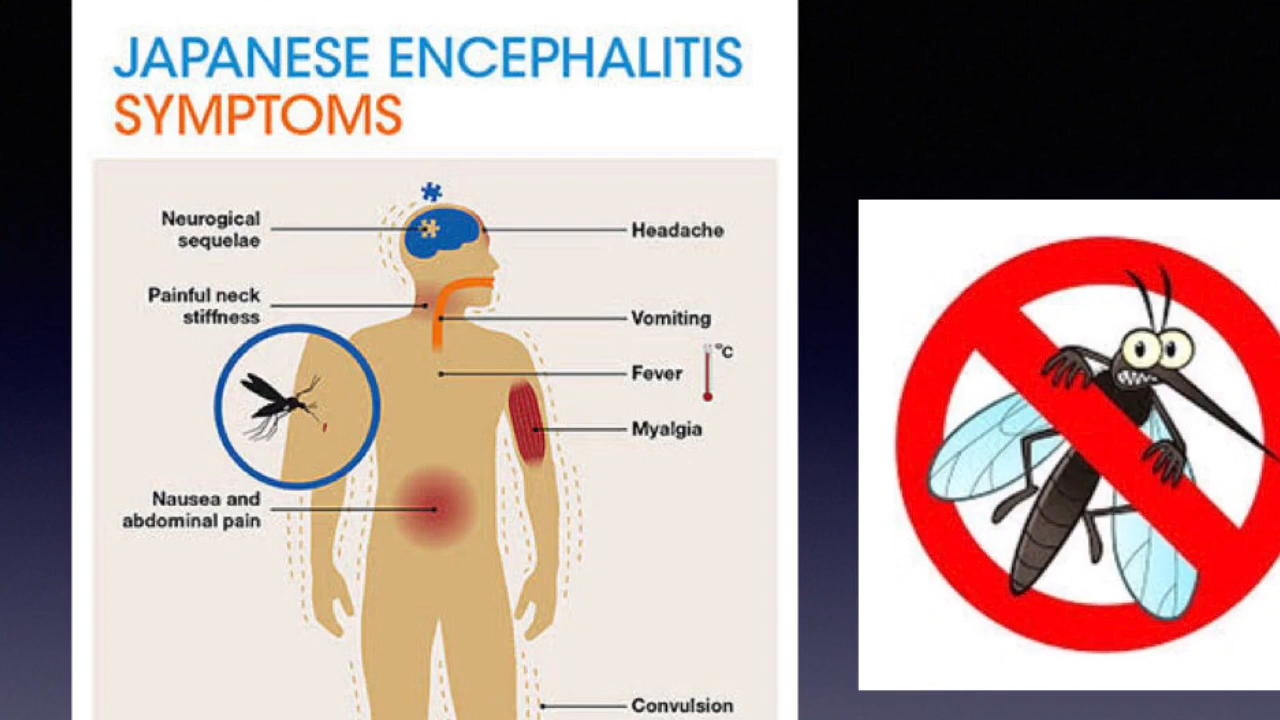 JAPANESE ENCEPHALITIS
SYMPTOMS
Neurogical
sequelae
Headache
Painful neck
stiffness
Vomiting
°C
Fever
Myalgia
Nausea and
abdominal pain
Convulsion